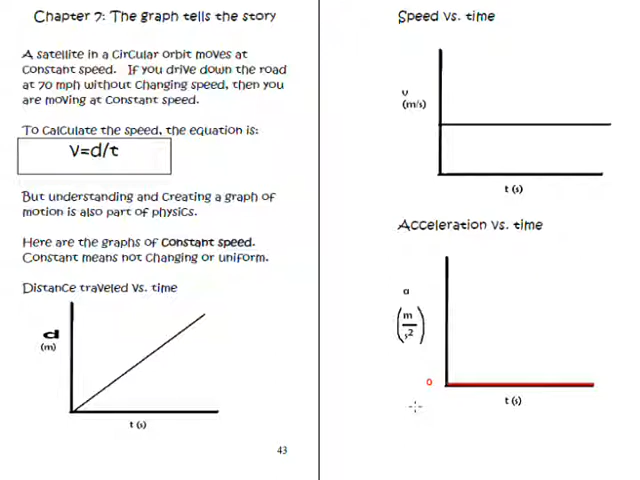 Chapter 7: The graph tells the story
A satellite in a circular orbit moves at
constant speed. If you drive down the road
at 70 mph without changing speed, then you
are moving at constant speed.
To calculate the speed, the equation is:
v=d/t
But understanding and creating a graph of
motion is also part of physics.
Here are the graphs of constant speed.
Constant means not changing or uniform.
Distance traveled vs. time
d
(m)
t (s)
43
Speed vs. time
v
(m/s)
t (s)
Acceleration vs. time
a
(m/s²)
0
t (s)